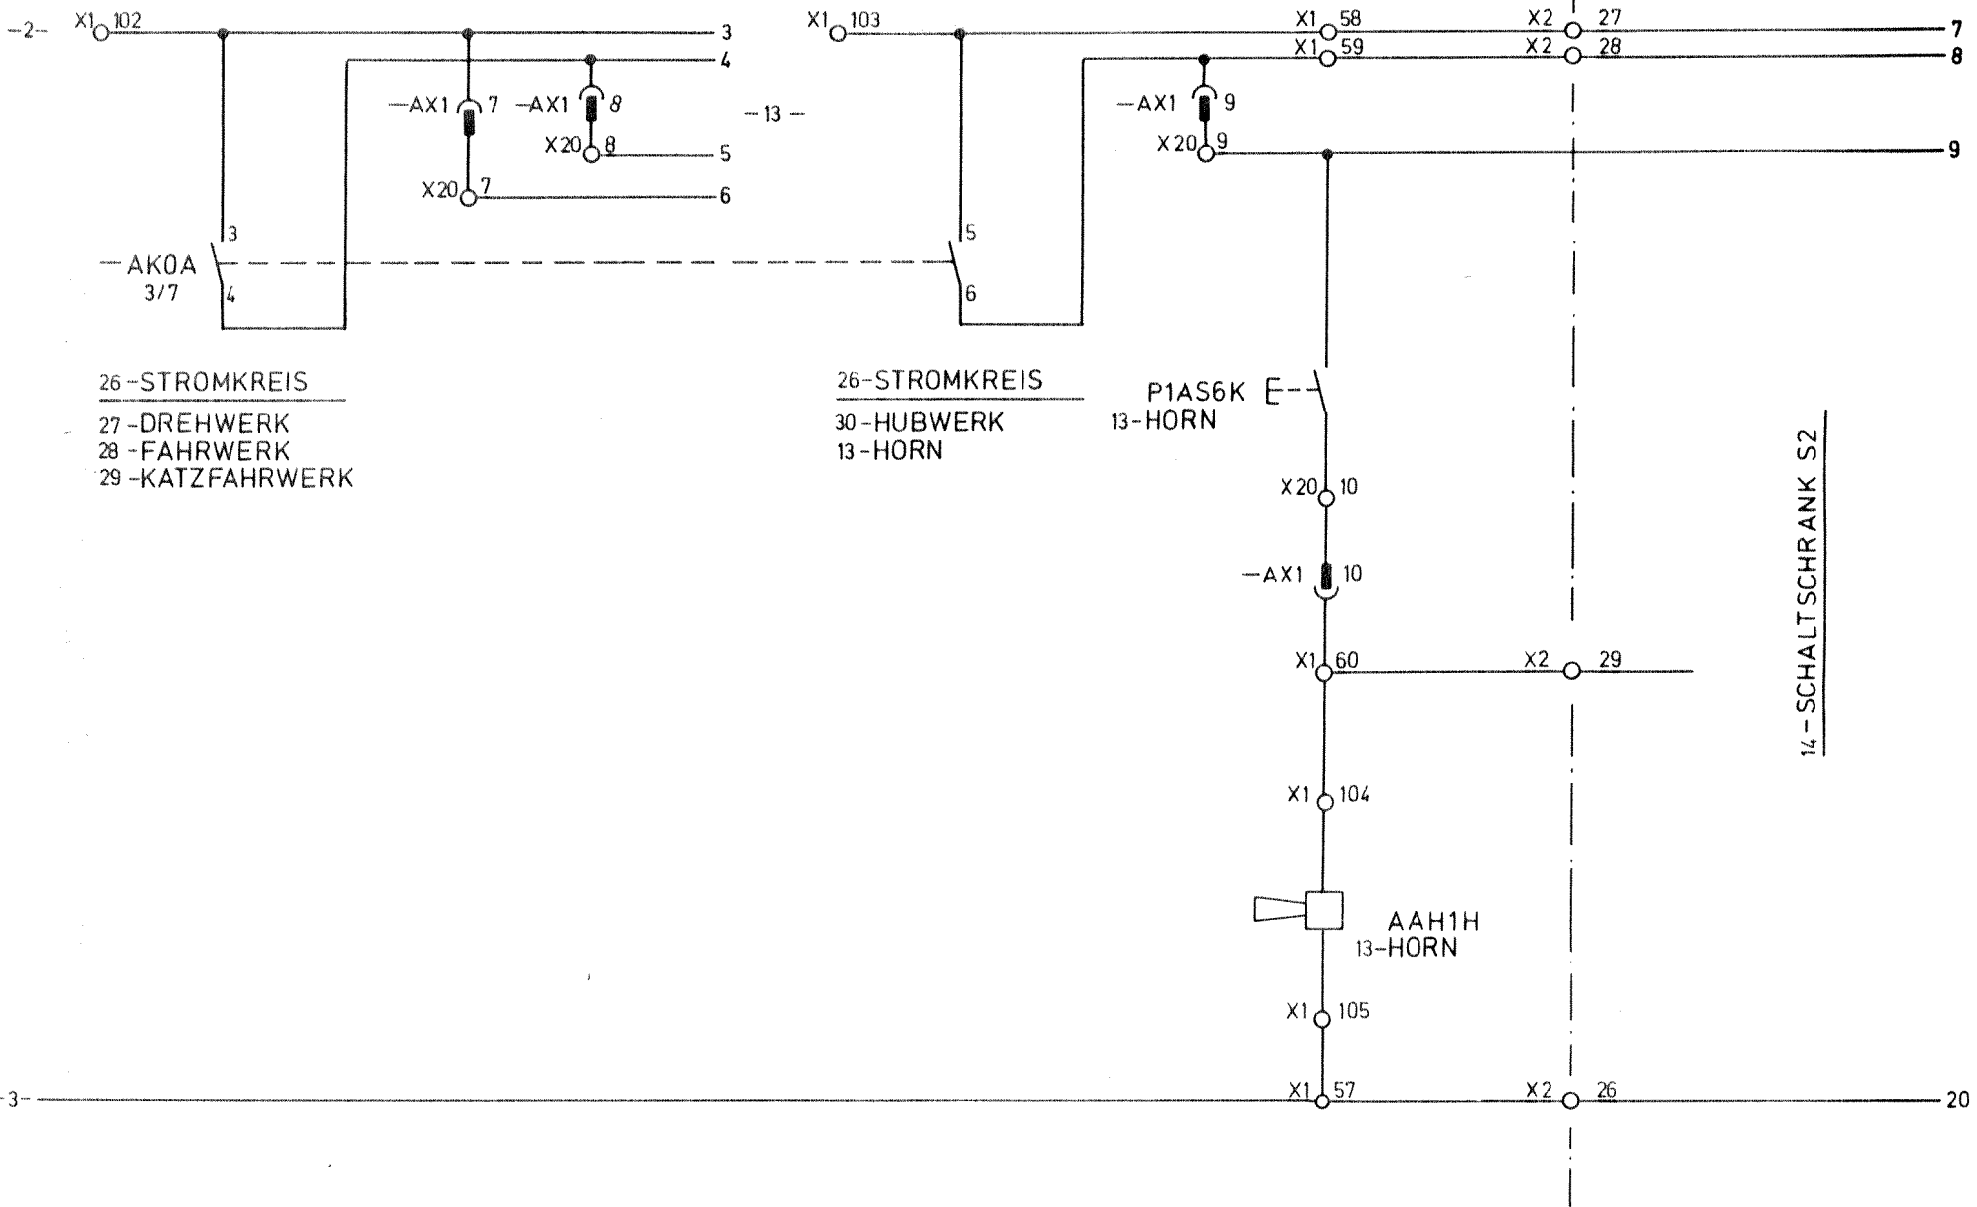 -2-
X1 102
3
4
-AX1 7
-AX1 8
X20 8
5
X20 7
6
-AK0A
3/7
3
4
26-STROMKREIS
27-DREHWERK
28-FAHRWERK
29-KATZFAHRWERK
-13-
X1 103
5
6
26-STROMKREIS
30-HUBWERK
13-HORN
X1 58
X2 27
7
X1 59
X2 28
8
-AX1 9
X20 9
9
P1AS6K
13-HORN
X20 10
-AX1 10
X1 60
X2 29
X1 104
AAH1H
13-HORN
X1 105
-3-
X1 57
X2 26
20
14-SCHALTSCHRANK S2